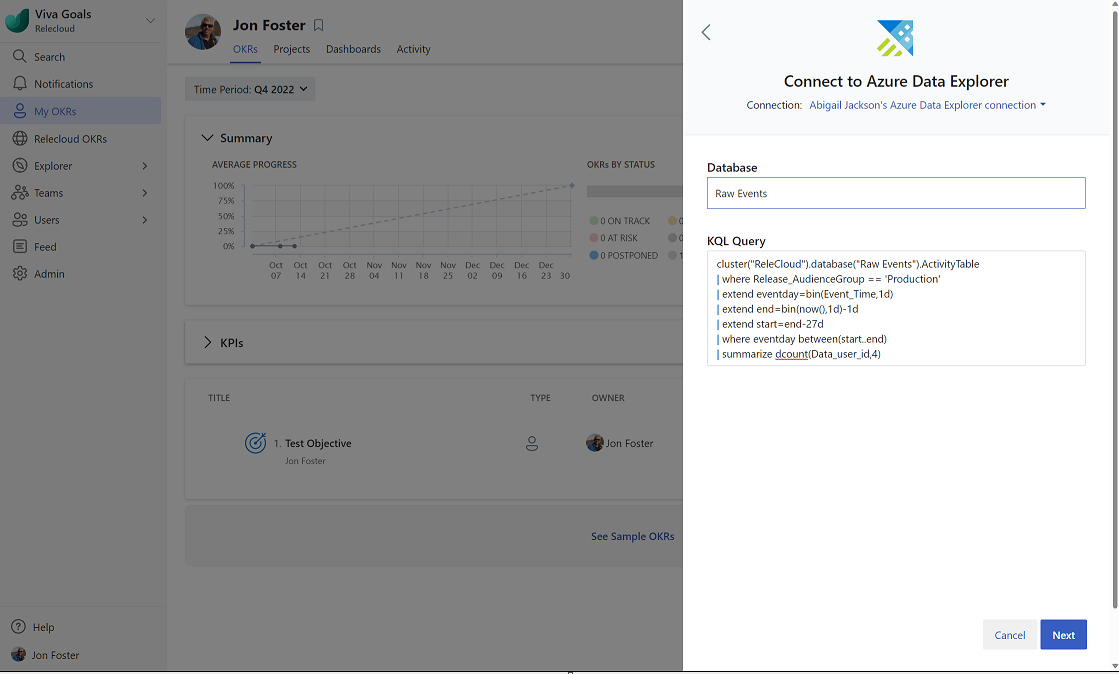 Viva Goals
Relecloud
Search
Notifications
My OKRs
Relecloud OKRs
Explorer
Teams
Users
Feed
Admin
Help
Jon Foster
Jon Foster
OKRs Projects Dashboards Activity
Time Period: Q4 2022
Summary
AVERAGE PROGRESS
100%
75%
50%
25%
0%
Oct 07 Oct 14 Oct 21 Oct 28 Nov 04 Nov 11 Nov 18 Nov 25 Dec 02 Dec 09 Dec 16 Dec 23 30
OKRs BY STATUS
0 ON TRACK 0
0 AT RISK 0
0 POSTPONED 1
KPIs
TITLE TYPE OWNER
1. Test Objective Jon Foster
Jon Foster
See Sample OKRs
Connect to Azure Data Explorer
Connection: Abigail Jackson's Azure Data Explorer connection
Database
Raw Events
KQL Query
cluster("ReleCloud").database("Raw Events").ActivityTable
| where Release_AudienceGroup == 'Production'
| extend eventday=bin(Event_Time,1d)
| extend end=bin(now(),1d)-1d
| extend start=end-27d
| where eventday between(start..end)
| summarize dcount(Data_user_id,4)
Cancel Next